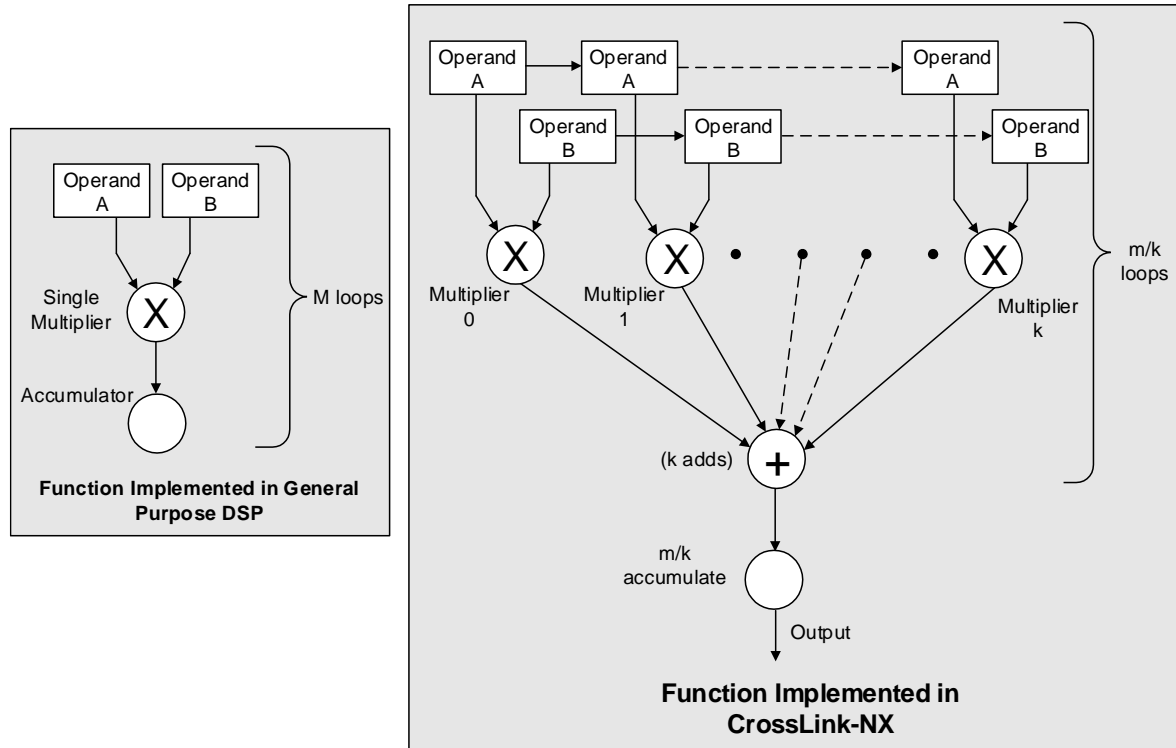 Operand
A
Operand
B
Single
Multiplier
X
M loops
Accumulator
Function Implemented in General
Purpose DSP
Operand
A
Operand
A
Operand
A
Operand
B
Operand
B
Operand
B
X
X
X
Multiplier
0
Multiplier
1
Multiplier
k
m/k
loops
(k adds)
+
m/k
accumulate
Output
Function Implemented in
CrossLink-NX